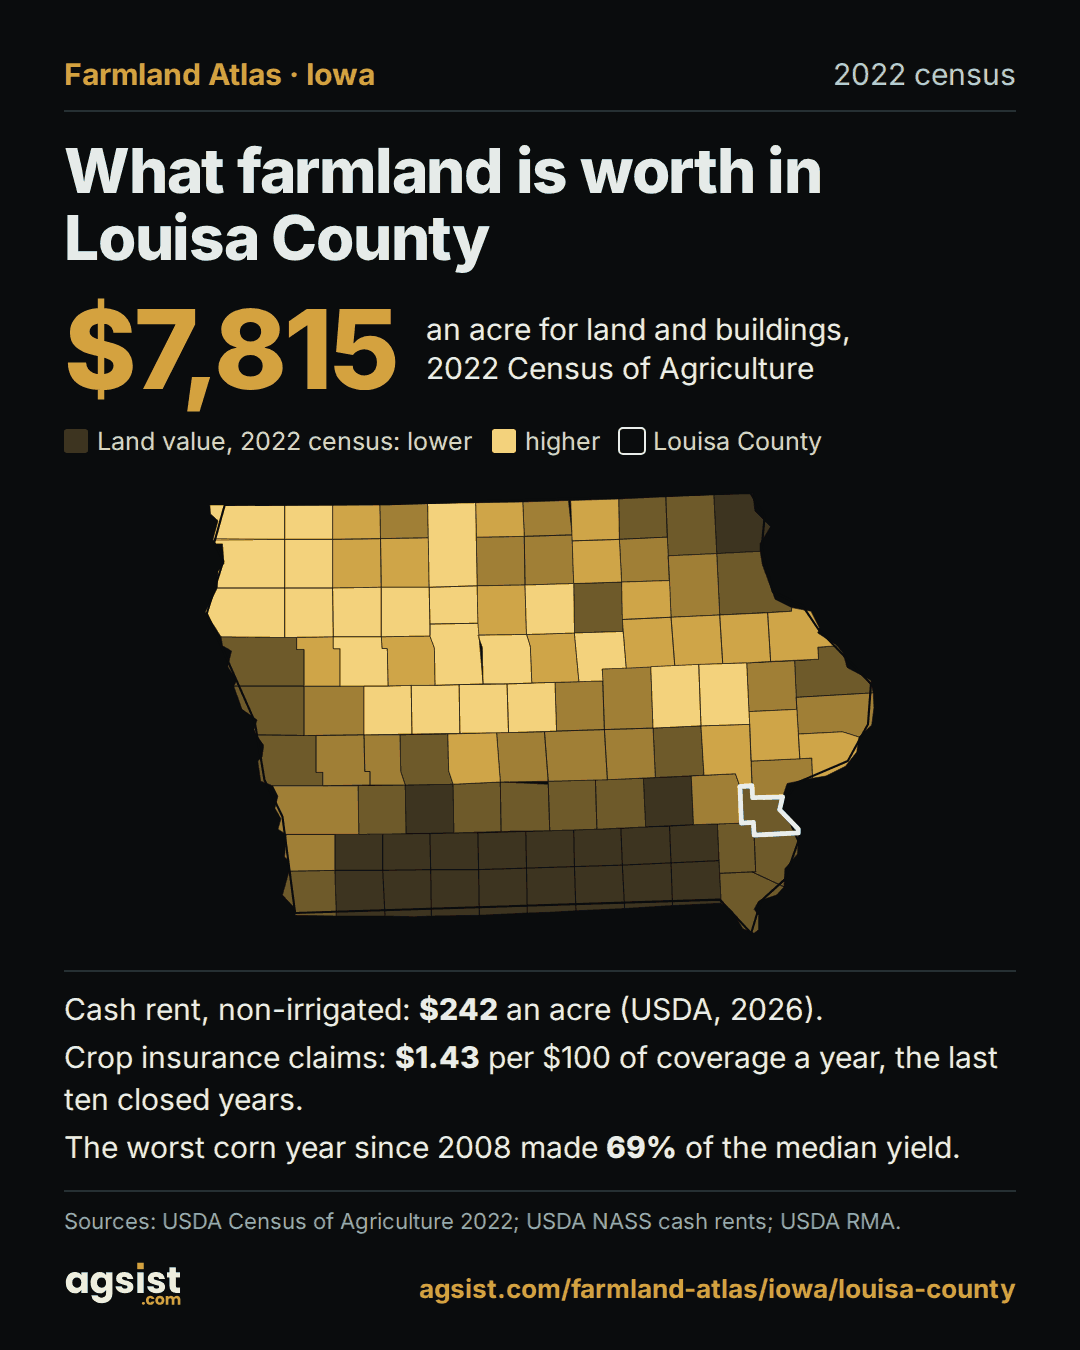 Farmland Atlas · Iowa
2022 census
What farmland is worth in
Louisa County
$7,815
an acre for land and buildings,
2022 Census of Agriculture
Land value, 2022 census: lower
higher
Louisa County
Cash rent, non-irrigated: $242 an acre (USDA, 2026).
Crop insurance claims: $1.43 per $100 of coverage a year, the last
ten closed years.
The worst corn year since 2008 made 69% of the median yield.
Sources: USDA Census of Agriculture 2022; USDA NASS cash rents; USDA RMA.
agsist
.com
agsist.com/farmland-atlas/iowa/louisa-county